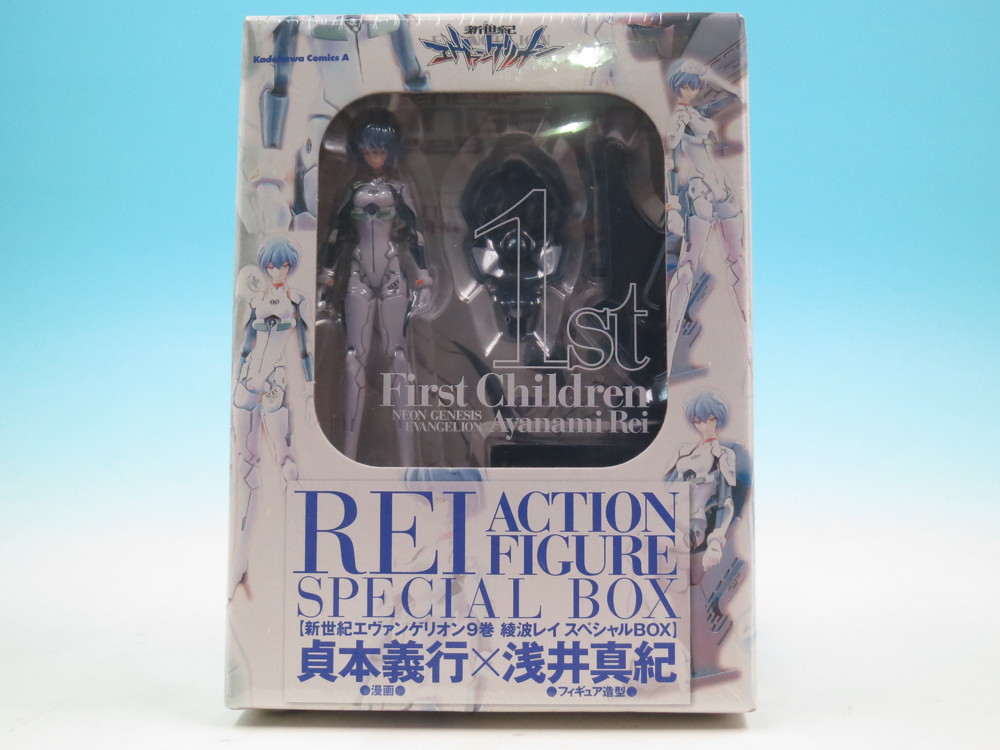 新世紀
エヴァンゲリオン
Kadokawa Comics A
1st
First Children
NEON GENESIS
EVANGELION
Ayanami Rei
REI
ACTION
FIGURE
SPECIAL BOX
【新世紀エヴァンゲリオン9巻 綾波レイ スペシャルBOX】
貞本義行×浅井真紀
●漫画●
●フィギュア造型●